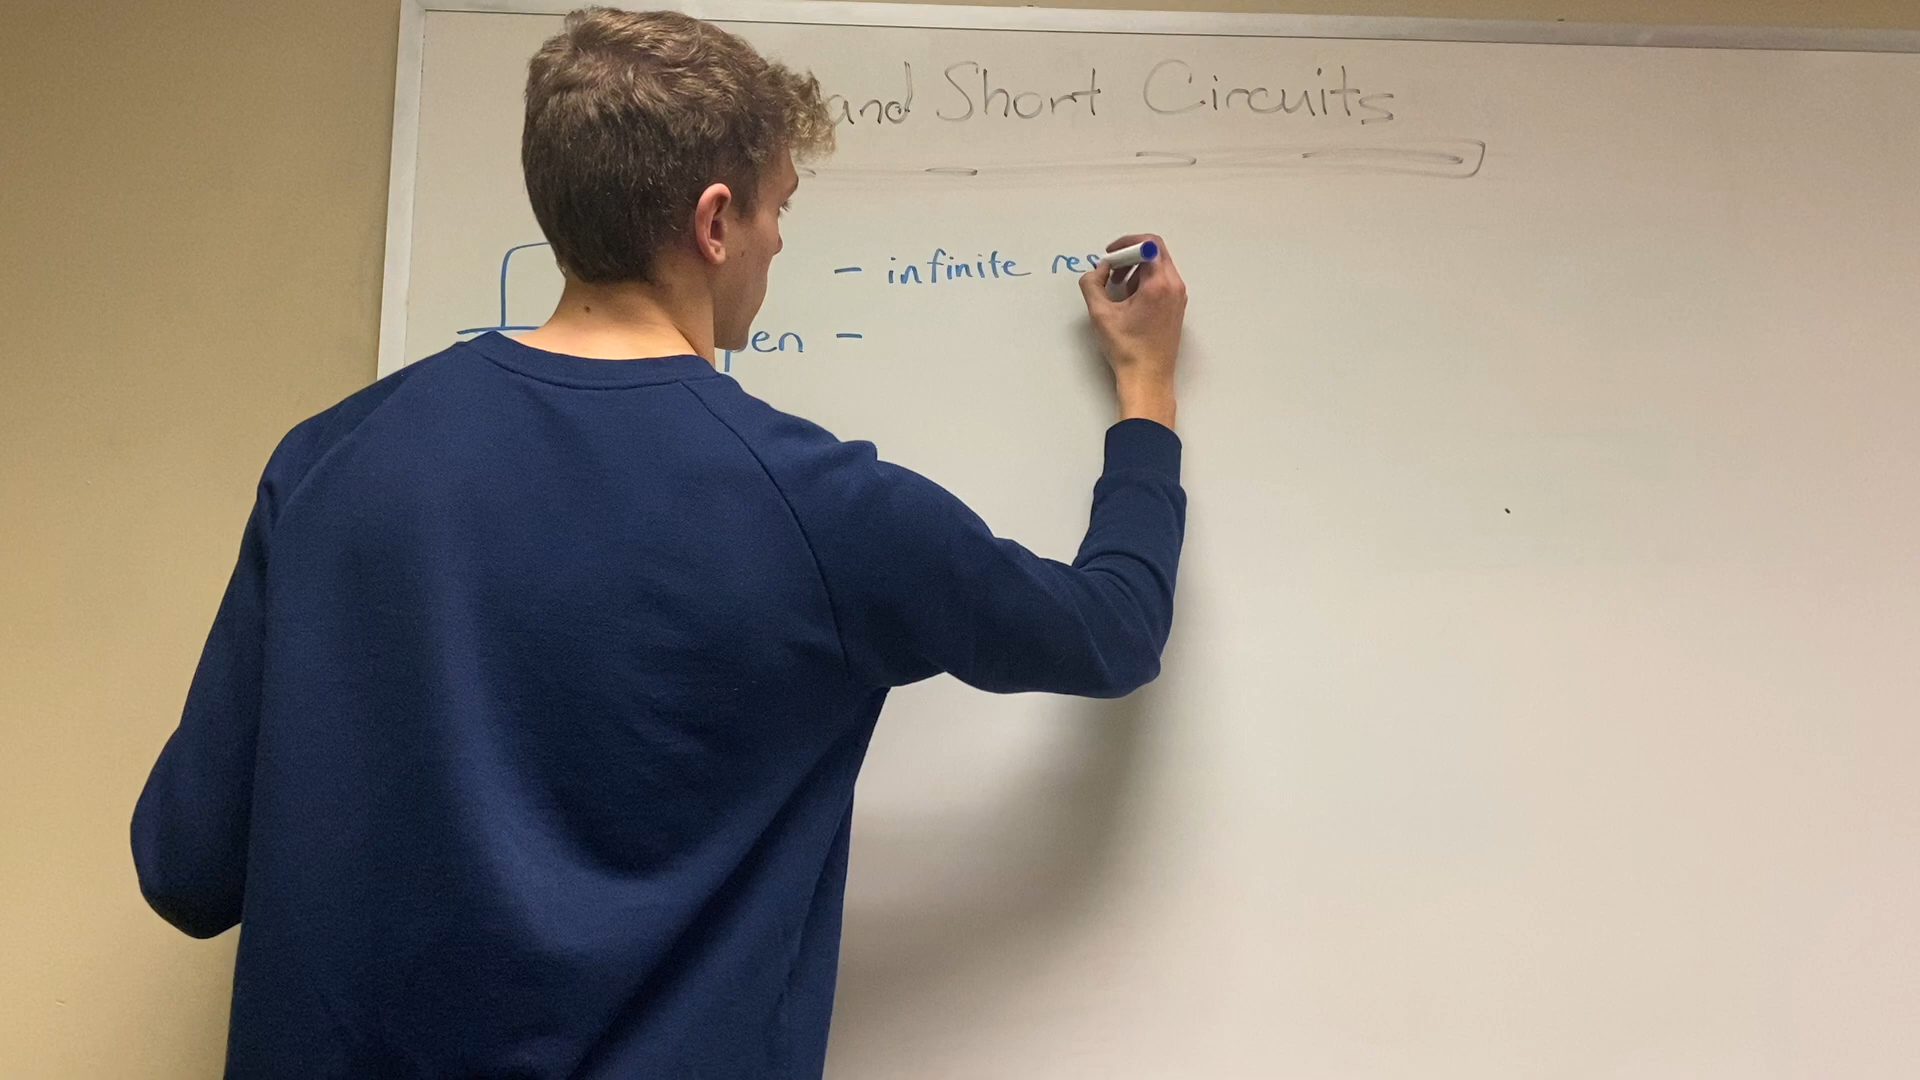 and Short Circuits
- infinite res
pen -